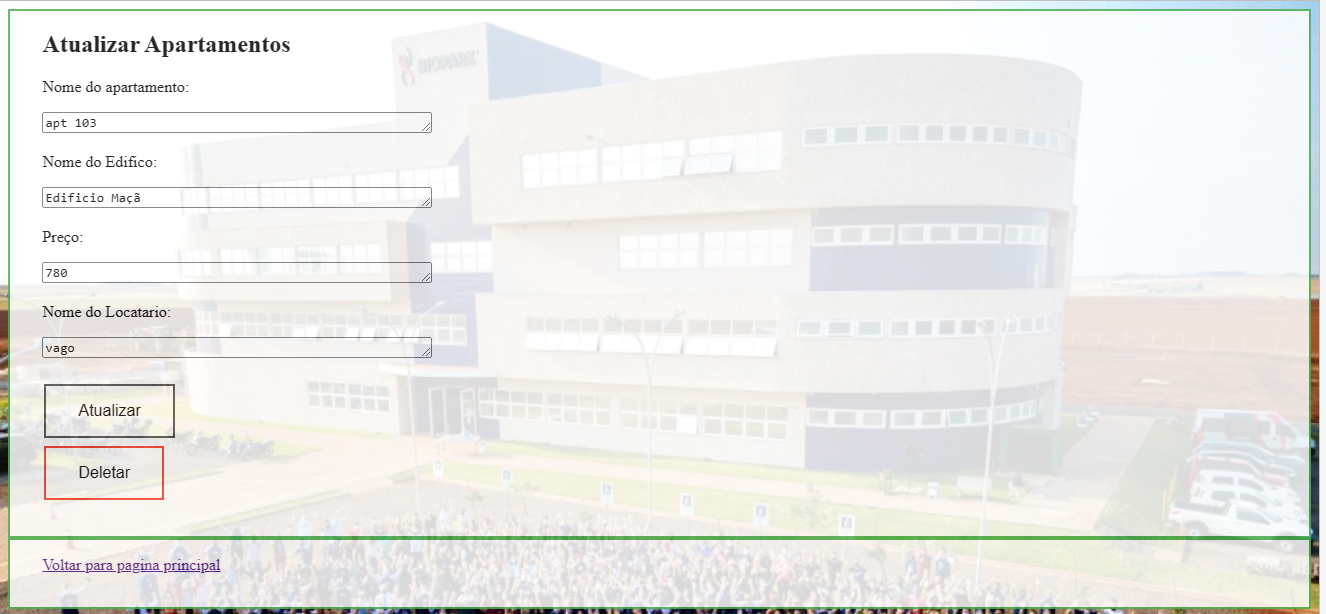 Atualizar Apartamentos
BIOPARK
Nome do apartamento:
apt 103
Nome do Edifico:
Edificio Maçã
Preço:
780
Nome do Locatario:
vago
Atualizar
Deletar
Voltar para pagina principal